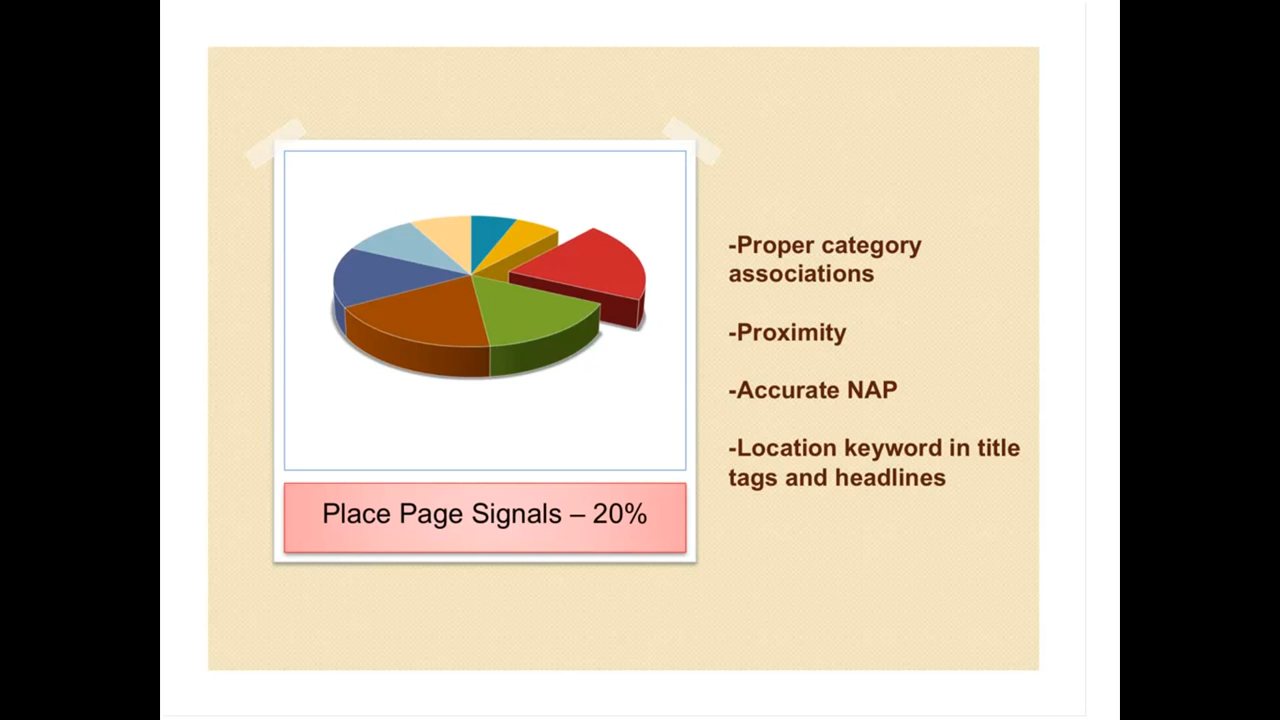 Place Page Signals – 20%
-Proper category
associations
-Proximity
-Accurate NAP
-Location keyword in title
tags and headlines